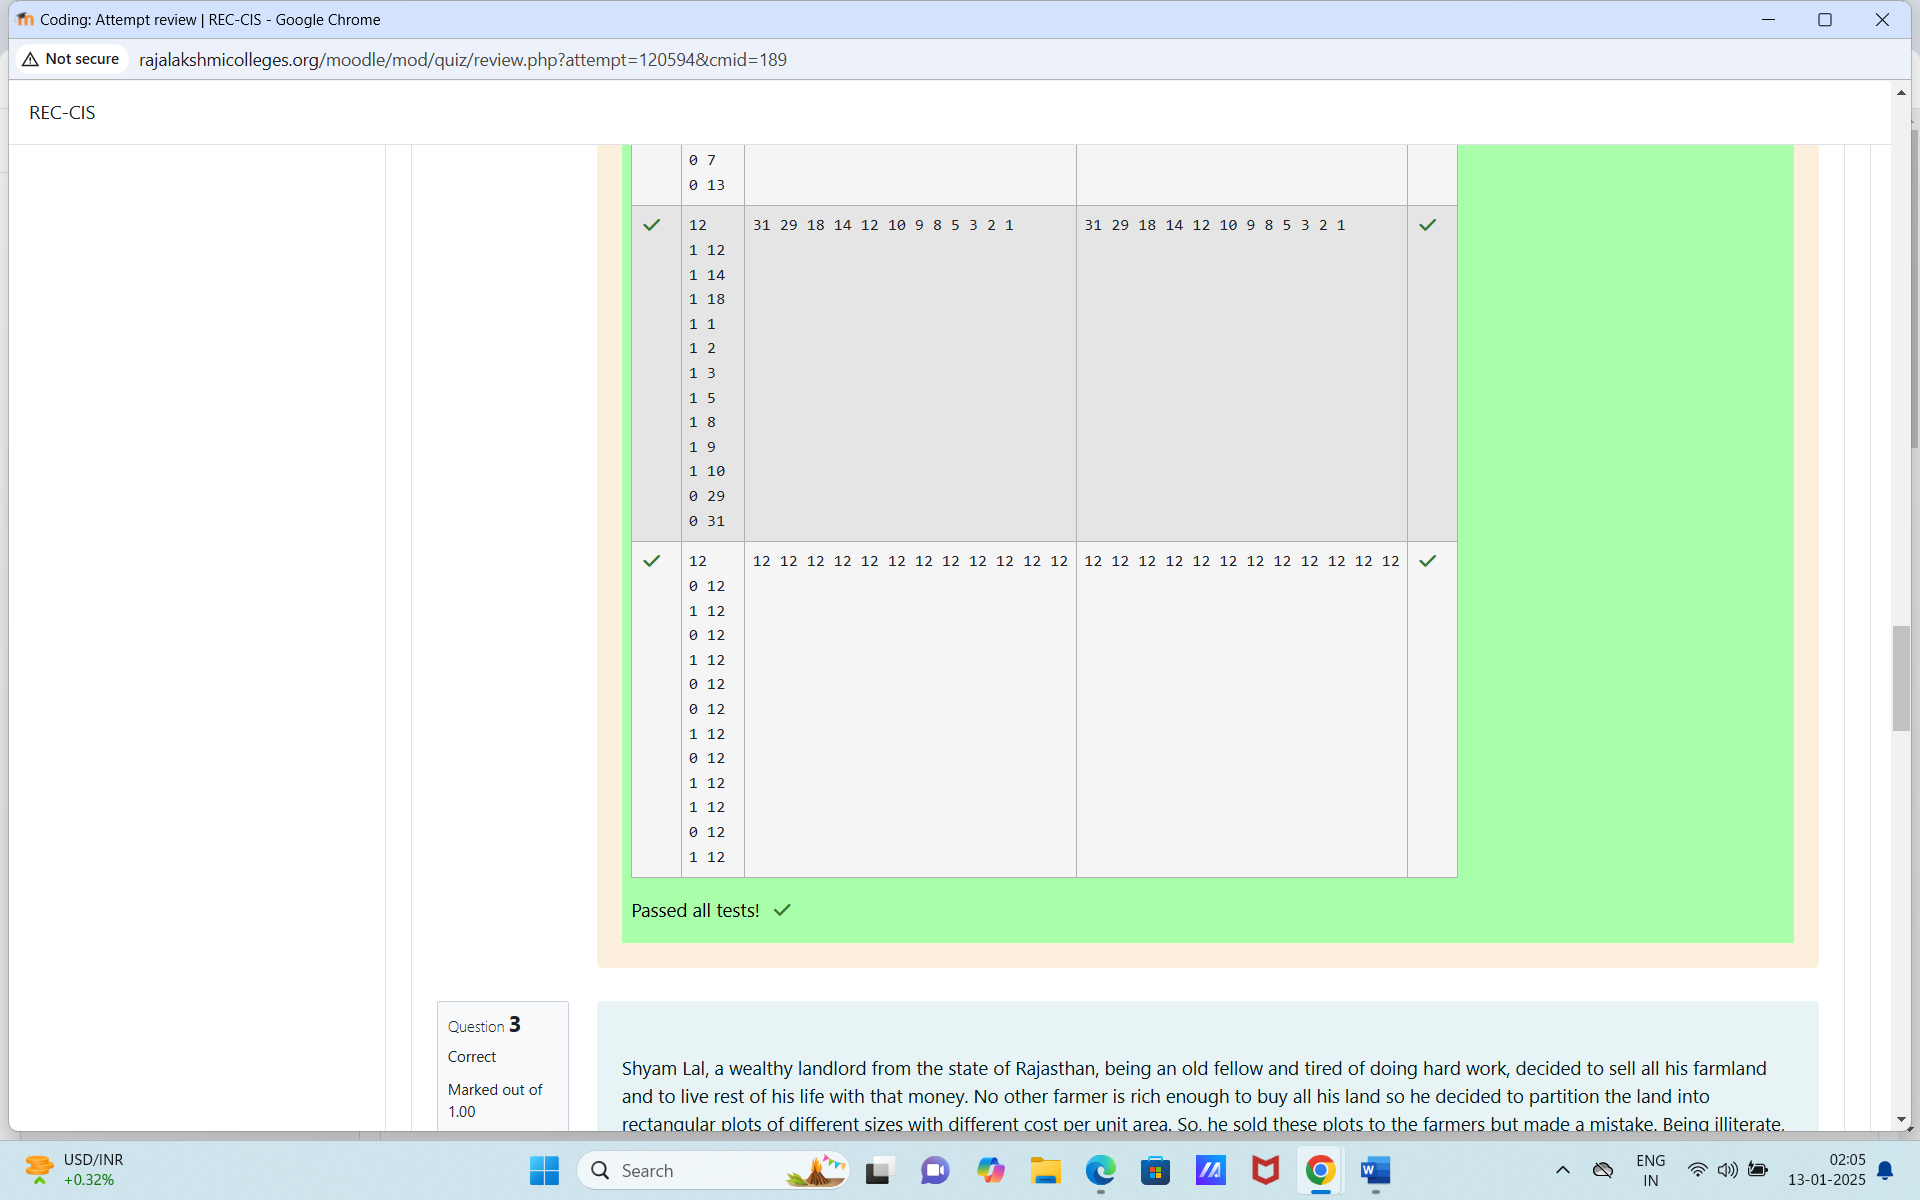 Coding: Attempt review | REC-CIS - Google Chrome
Not secure rajalakshmicolleges.org/moodle/mod/quiz/review.php?attempt=120594&cmid=189
REC-CIS
0 7
0 13
12 31 29 18 14 12 10 9 8 5 3 2 1 31 29 18 14 12 10 9 8 5 3 2 1
1 12
1 14
1 18
1 1
1 2
1 3
1 5
1 8
1 9
1 10
0 29
0 31
12 12 12 12 12 12 12 12 12 12 12 12 12 12 12 12 12 12 12 12 12 12 12 12 12
0 12
1 12
0 12
1 12
0 12
0 12
1 12
0 12
1 12
1 12
0 12
1 12
Passed all tests!
Question 3
Correct
Marked out of
1.00
Shyam Lal, a wealthy landlord from the state of Rajasthan, being an old fellow and tired of doing hard work, decided to sell all his farmland
and to live rest of his life with that money. No other farmer is rich enough to buy all his land so he decided to partition the land into
rectangular plots of different sizes with different cost per unit area. So, he sold these plots to the farmers but made a mistake. Being illiterate,
USD/INR
+0.32%
Search
ENG
IN
02:05
13-01-2025